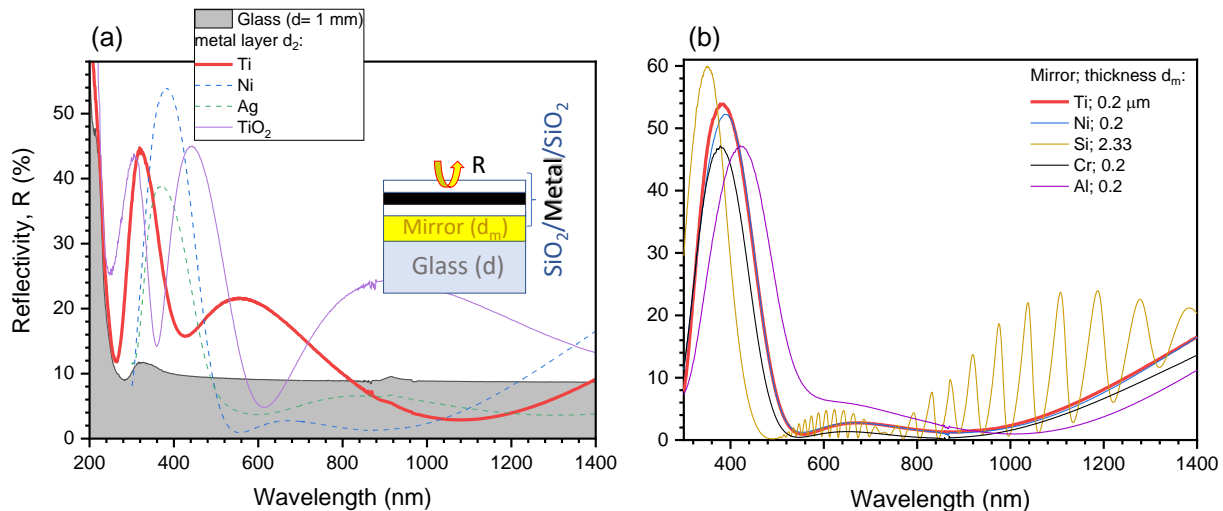 (a)
Glass (d= 1 mm)
metal layer d₂:
Ti
Ni
Ag
TiO₂
Reflectivity, R (%)
50
40
30
20
10
0
R
Mirror (dₘ)
Glass (d)
SiO₂/Metal/SiO₂
200 400 600 800 1000 1200 1400
Wavelength (nm)
(b)
Mirror; thickness dₘ:
Ti; 0.2 μm
Ni; 0.2
Si; 2.33
Cr; 0.2
Al; 0.2
60
50
40
30
20
10
0
400 600 800 1000 1200 1400
Wavelength (nm)